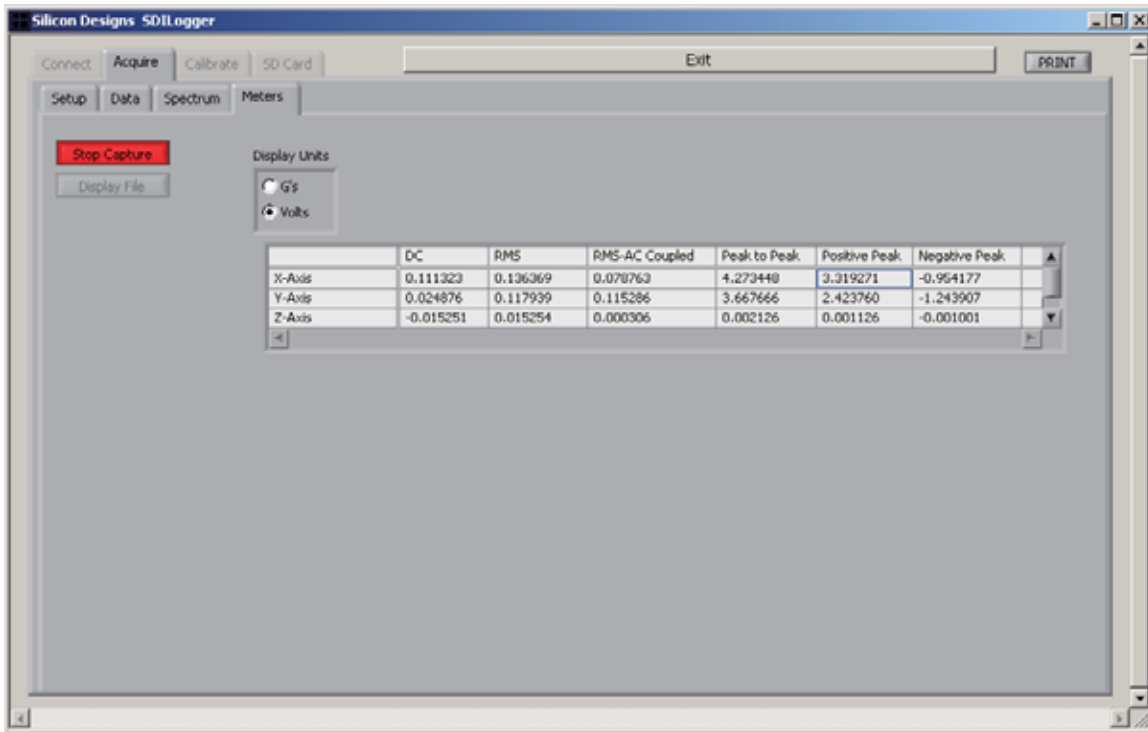 Silicon Designs SDILogger
Exit
Connect Acquire Calibrate SD Card PRINT
Setup Data Spectrum Meters
Stop Capture
Display Units
Display File
G's
Volts
DC RMS RMS-AC Coupled Peak to Peak Positive Peak Negative Peak
X-Axis 0.111323 0.136369 0.078763 4.273448 3.319271 -0.954177
Y-Axis 0.024876 0.117939 0.115286 3.667666 2.423760 -1.243907
Z-Axis -0.015251 0.015254 0.000306 0.002126 0.001126 -0.001001